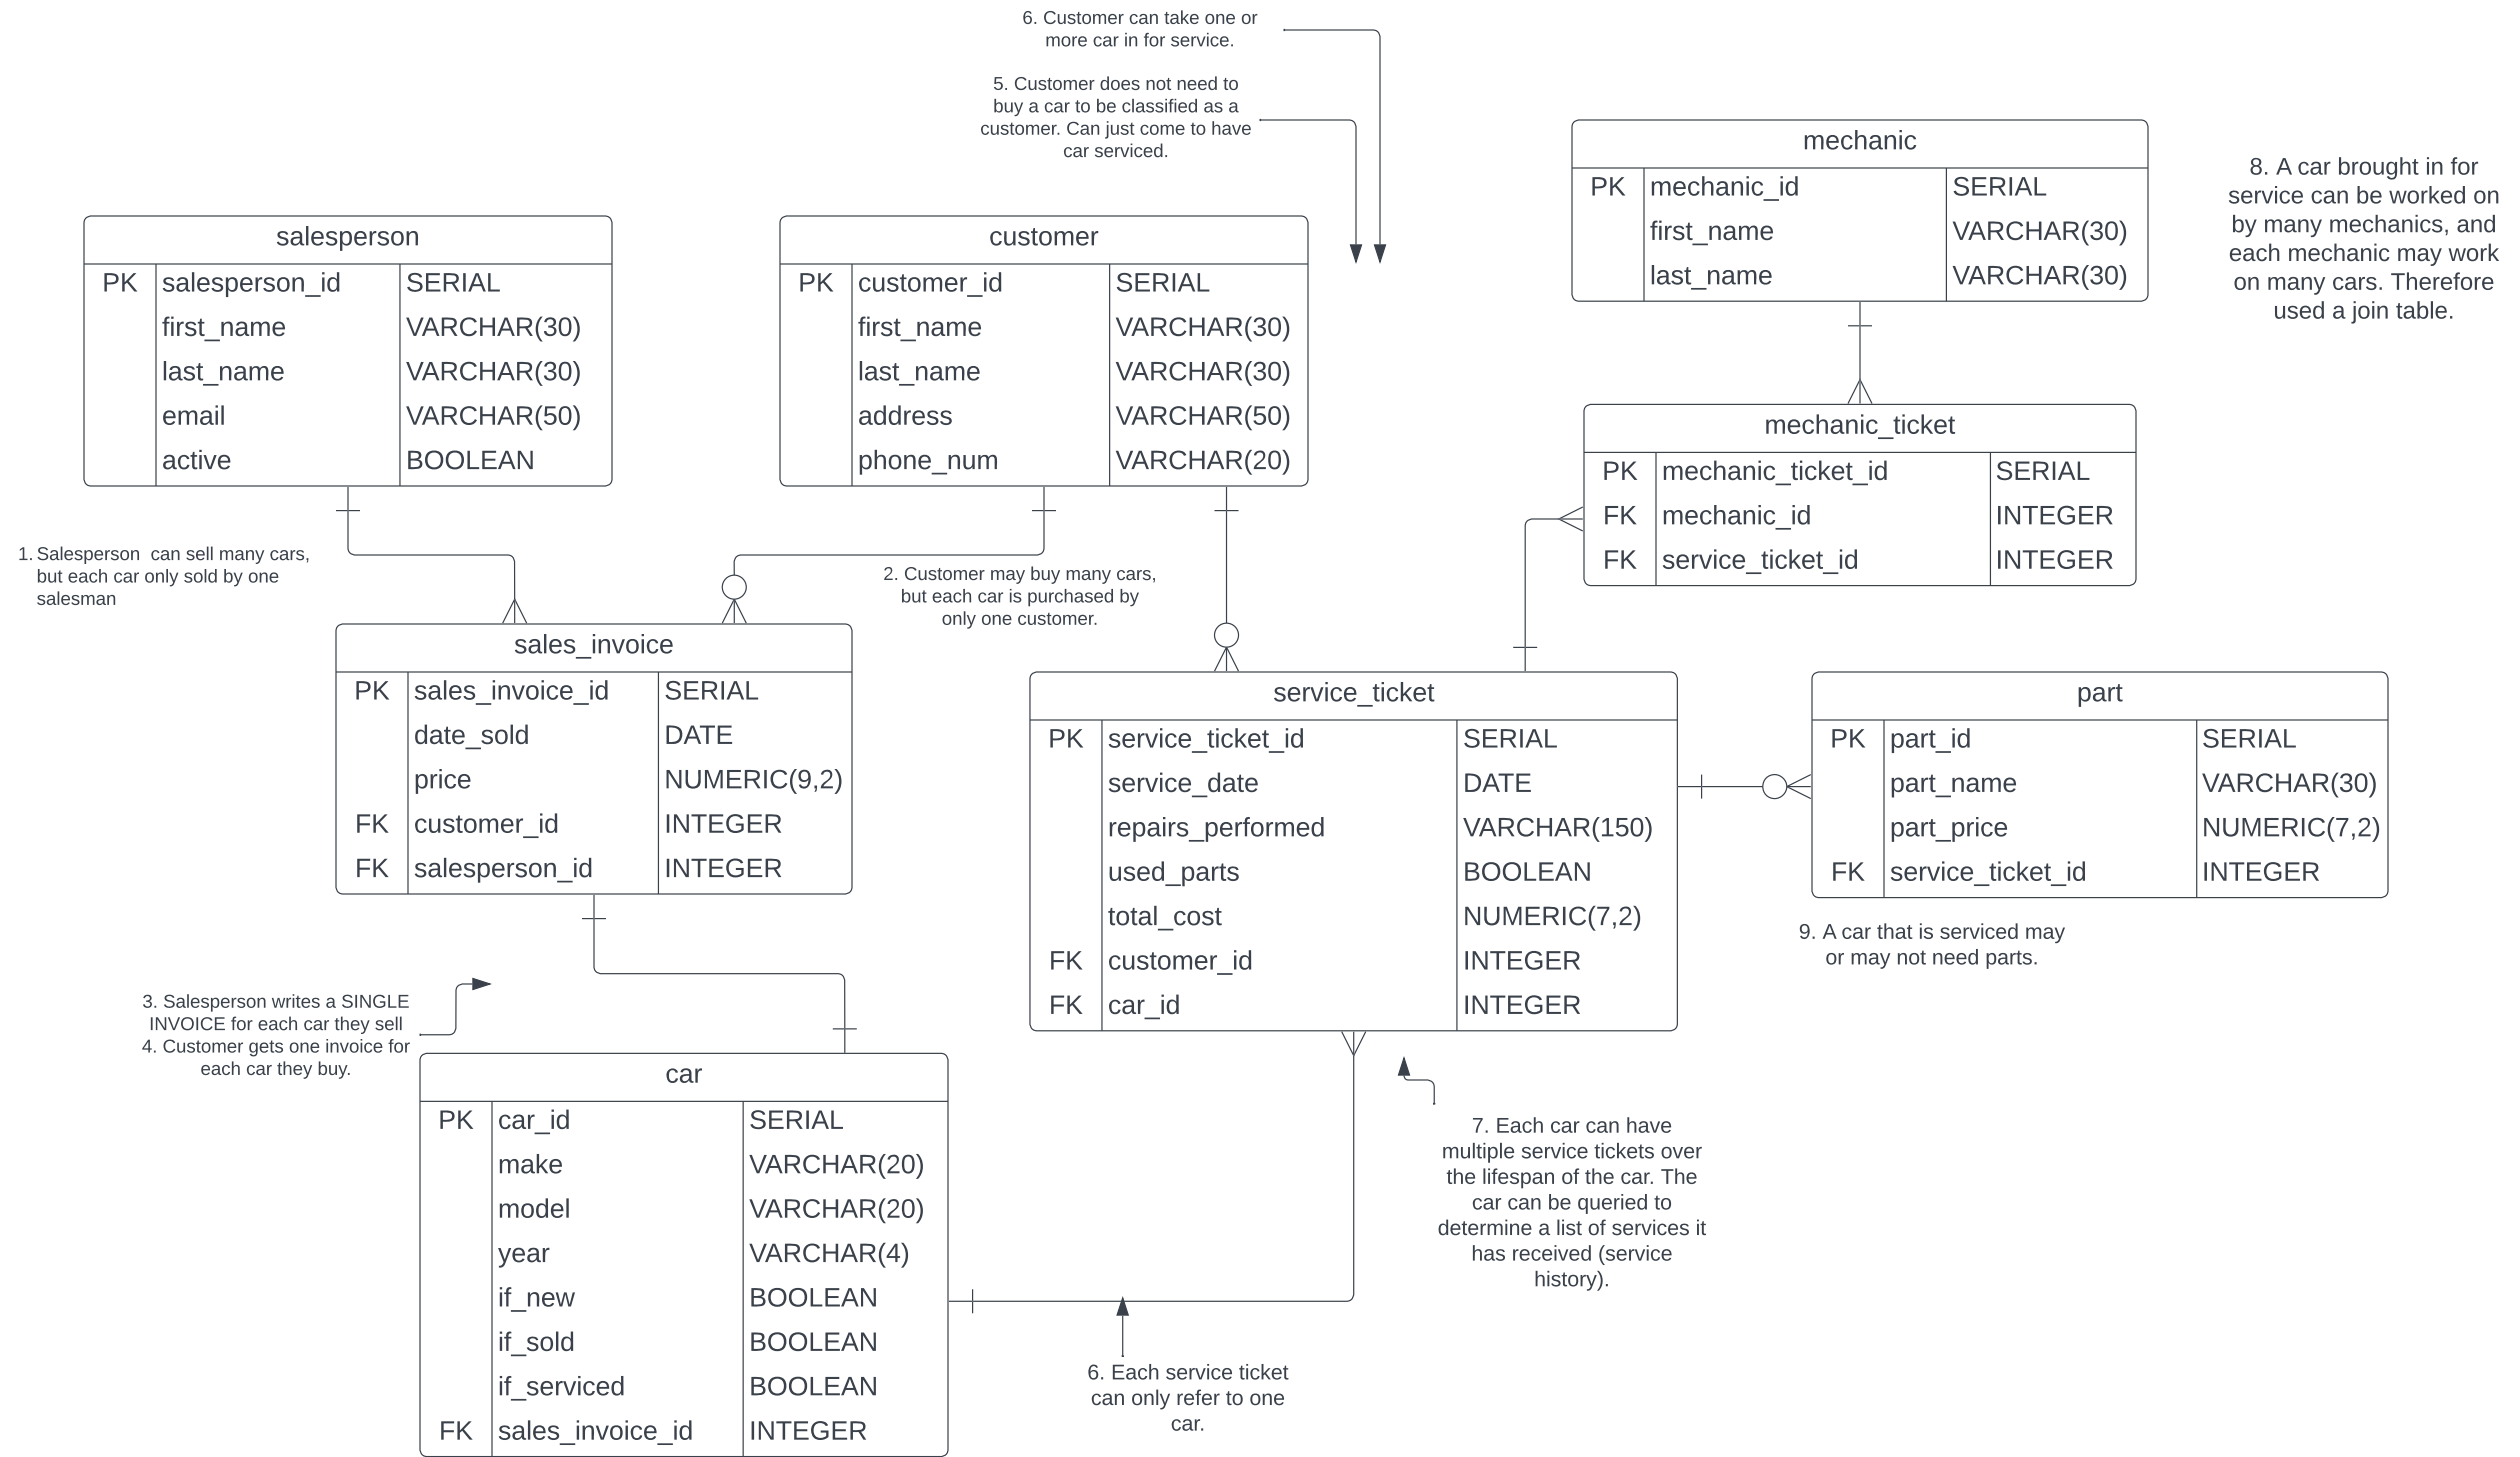 6. Customer can take one or
more car in for service.
5. Customer does not need to
buy a car to be classified as a
customer. Can just come to have
car serviced.
mechanic
PK mechanic_id SERIAL
first_name VARCHAR(30)
last_name VARCHAR(30)
8. A car brought in for
service can be worked on
by many mechanics, and
each mechanic may work
on many cars. Therefore
used a join table.
salesperson
PK salesperson_id SERIAL
first_name VARCHAR(30)
last_name VARCHAR(30)
email VARCHAR(50)
active BOOLEAN
customer
PK customer_id SERIAL
first_name VARCHAR(30)
last_name VARCHAR(30)
address VARCHAR(50)
phone_num VARCHAR(20)
mechanic_ticket
PK mechanic_ticket_id SERIAL
FK mechanic_id INTEGER
FK service_ticket_id INTEGER
1. Salesperson can sell many cars,
but each car only sold by one
salesman
2. Customer may buy many cars,
but each car is purchased by
only one customer.
sales_invoice
PK sales_invoice_id SERIAL
date_sold DATE
price NUMERIC(9,2)
FK customer_id INTEGER
FK salesperson_id INTEGER
service_ticket
PK service_ticket_id SERIAL
service_date DATE
repairs_performed VARCHAR(150)
used_parts BOOLEAN
total_cost NUMERIC(7,2)
FK customer_id INTEGER
FK car_id INTEGER
part
PK part_id SERIAL
part_name VARCHAR(30)
part_price NUMERIC(7,2)
FK service_ticket_id INTEGER
9. A car that is serviced may
or may not need parts.
3. Salesperson writes a SINGLE
INVOICE for each car they sell
4. Customer gets one invoice for
each car they buy.
car
PK car_id SERIAL
make VARCHAR(20)
model VARCHAR(20)
year VARCHAR(4)
if_new BOOLEAN
if_sold BOOLEAN
if_serviced BOOLEAN
FK sales_invoice_id INTEGER
7. Each car can have
multiple service tickets over
the lifespan of the car. The
car can be queried to
determine a list of services it
has received (service
history).
6. Each service ticket
can only refer to one
car.